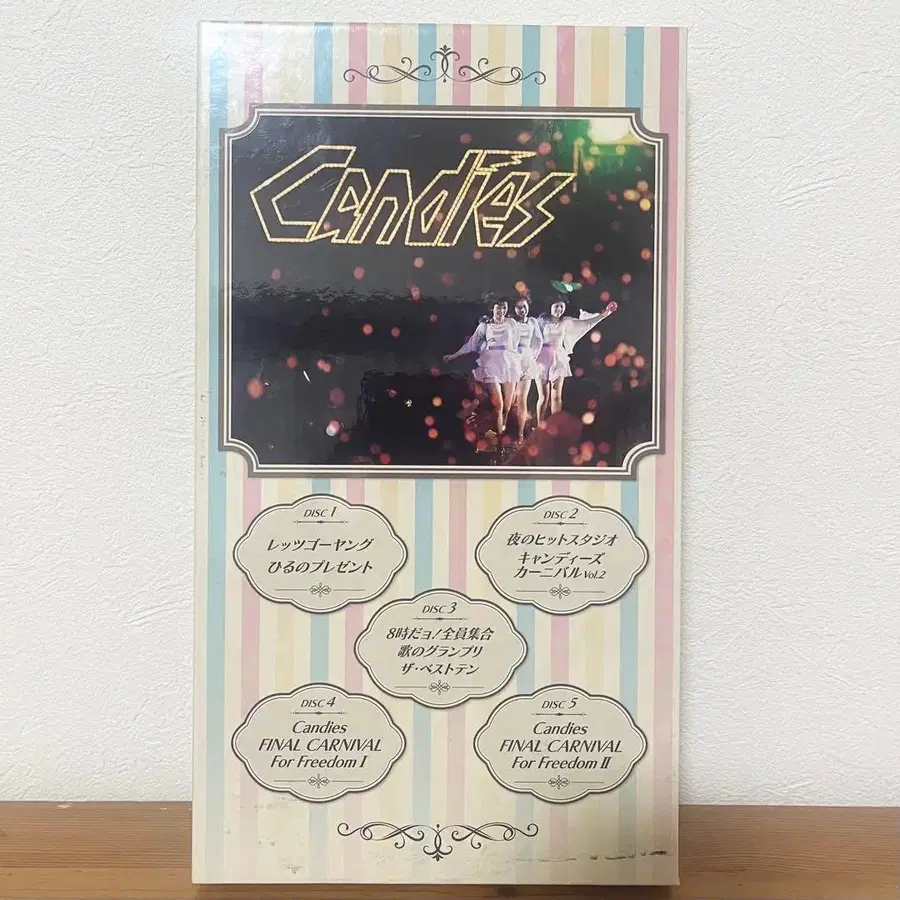 Candies
DISC 1
レッツゴーヤング
ひるのプレゼント
DISC 2
夜のヒットスタジオ
キャンディーズ
カーニバル Vol.2
DISC 3
8時だョ!全員集合
歌のグランプリ
ザ・ベストテン
DISC 4
Candies
FINAL CARNIVAL
For Freedom I
DISC 5
Candies
FINAL CARNIVAL
For Freedom II